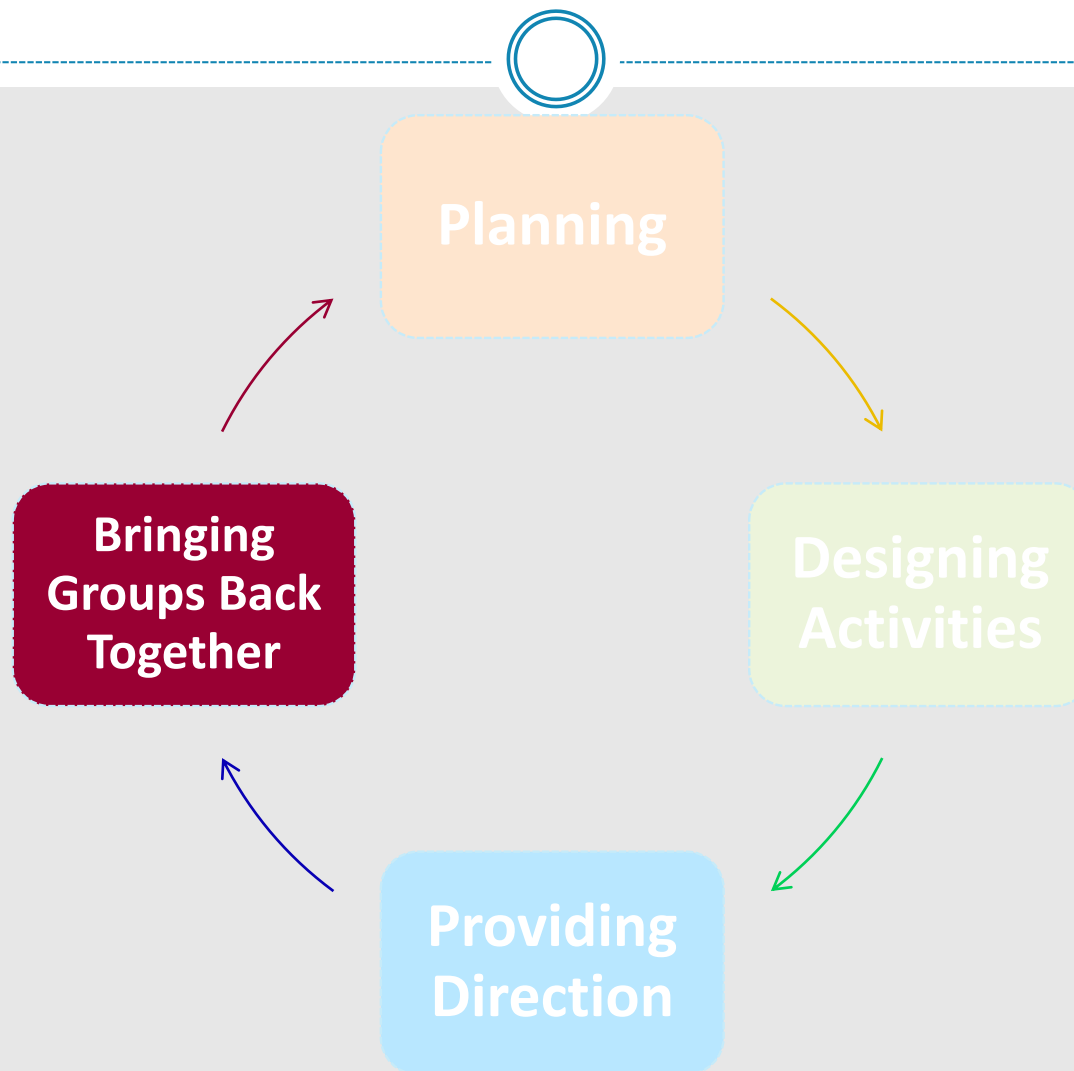 Planning
Designing
Activities
Providing
Direction
Bringing
Groups Back
Together